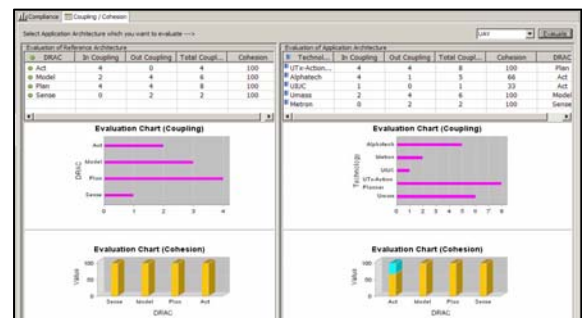 Compliance Coupling / Cohesion
Select Application Architecture which you want to evaluate --->
UAV
Evaluate
Evaluation of Reference Architecture
DRAC In Coupling Out Coupling Total Coupl... Cohesion
Act 4 0 4 100
Model 2 4 6 100
Plan 4 4 8 100
Sense 0 2 2 100
Evaluation of Application Architecture
Technol... In Coupling Out Coupling Total Coupl... Cohesion DRAC
UTx-Action... 4 4 8 100 Plan
Alphatech 4 1 5 66 Act
UIUC 1 0 1 33 Act
Umass 2 4 6 100 Model
Metron 0 2 2 100 Sense
Evaluation Chart (Coupling)
DRAC
Act
Model
Plan
Sense
0 1 2 3 4
Evaluation Chart (Coupling)
Technology
Alphatech
Metron
UIUC
UTx-Action
Planner
Umass
0 1 2 3 4 5 6 7 8
Evaluation Chart (Cohesion)
Value
100
50
0
Sense Model Plan Act
DRAC
Evaluation Chart (Cohesion)
Value
100
50
0
Act Model Plan Sense
DRAC